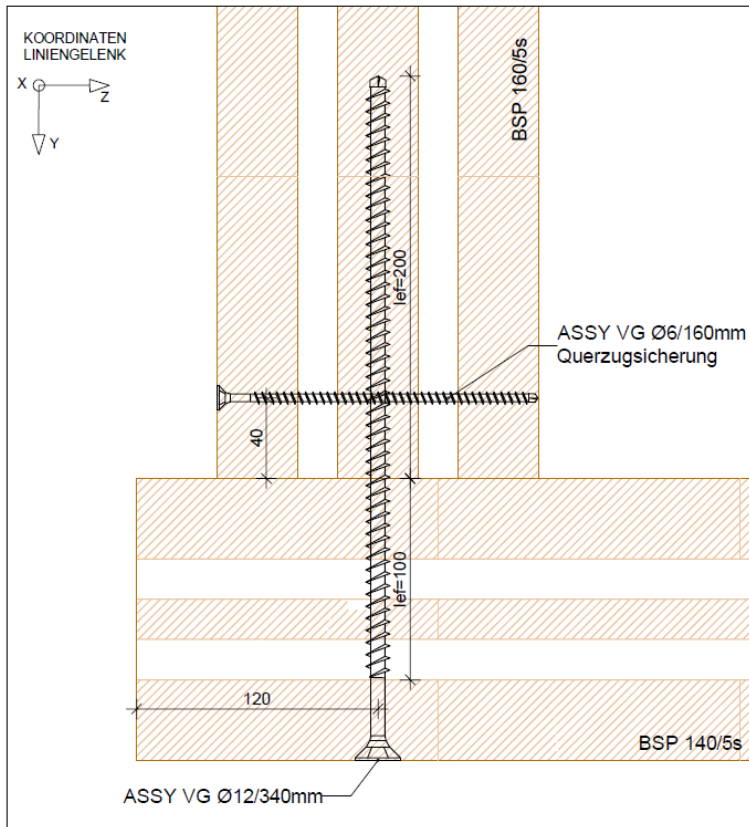 KOORDINATEN
LINIENGELENK
X
Z
Y
BSP 160/5s
lef=200
ASSY VG Ø6/160mm
Querzugsicherung
40
lef=100
120
BSP 140/5s
ASSY VG Ø12/340mm